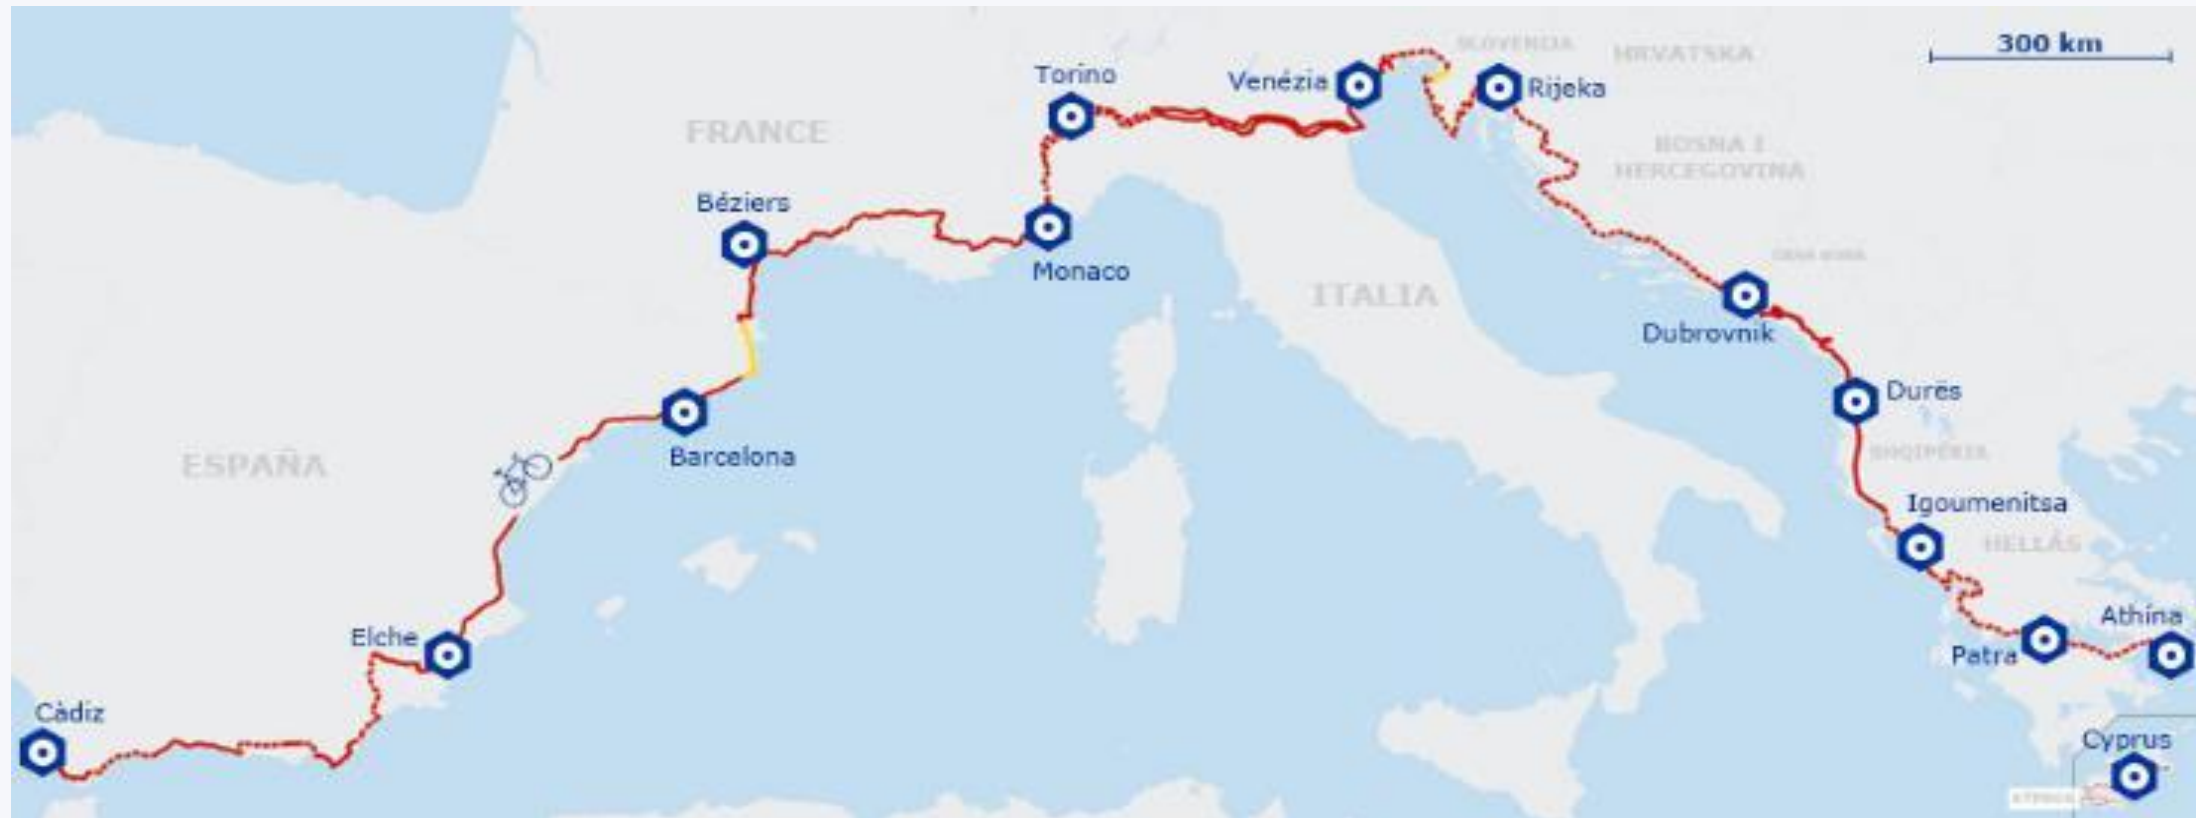 SLOVENIJA
HRVATSKA
300 km
Torino
Venézia
Rijeka
FRANCE
BOSNA I
HERCEGOVINA
Béziers
Monaco
ITALIA
Dubrovnik
Durës
Barcelona
ESPAÑA
SHQIPËRIA
Igoumenitsa
HELLÁS
Elche
Athína
Patra
Càdiz
Cyprus